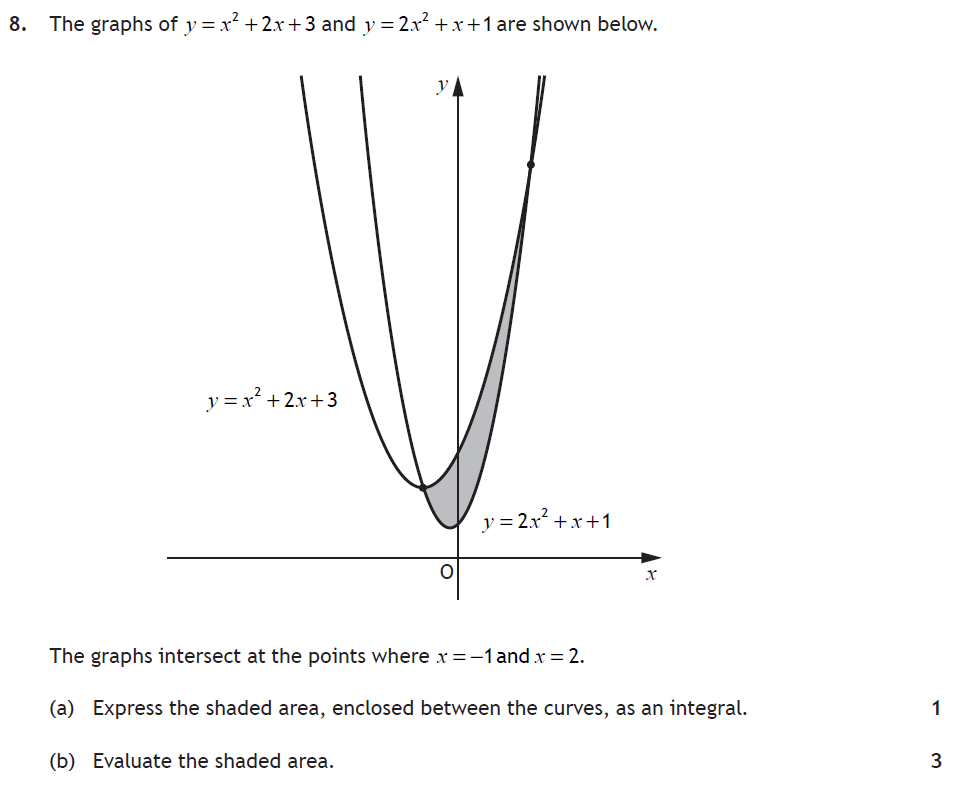 8. The graphs of y = x² + 2x + 3 and y = 2x² + x + 1 are shown below.
y
y = x² + 2x + 3
y = 2x² + x + 1
O
x
The graphs intersect at the points where x = −1 and x = 2.
(a) Express the shaded area, enclosed between the curves, as an integral. 1
(b) Evaluate the shaded area. 3